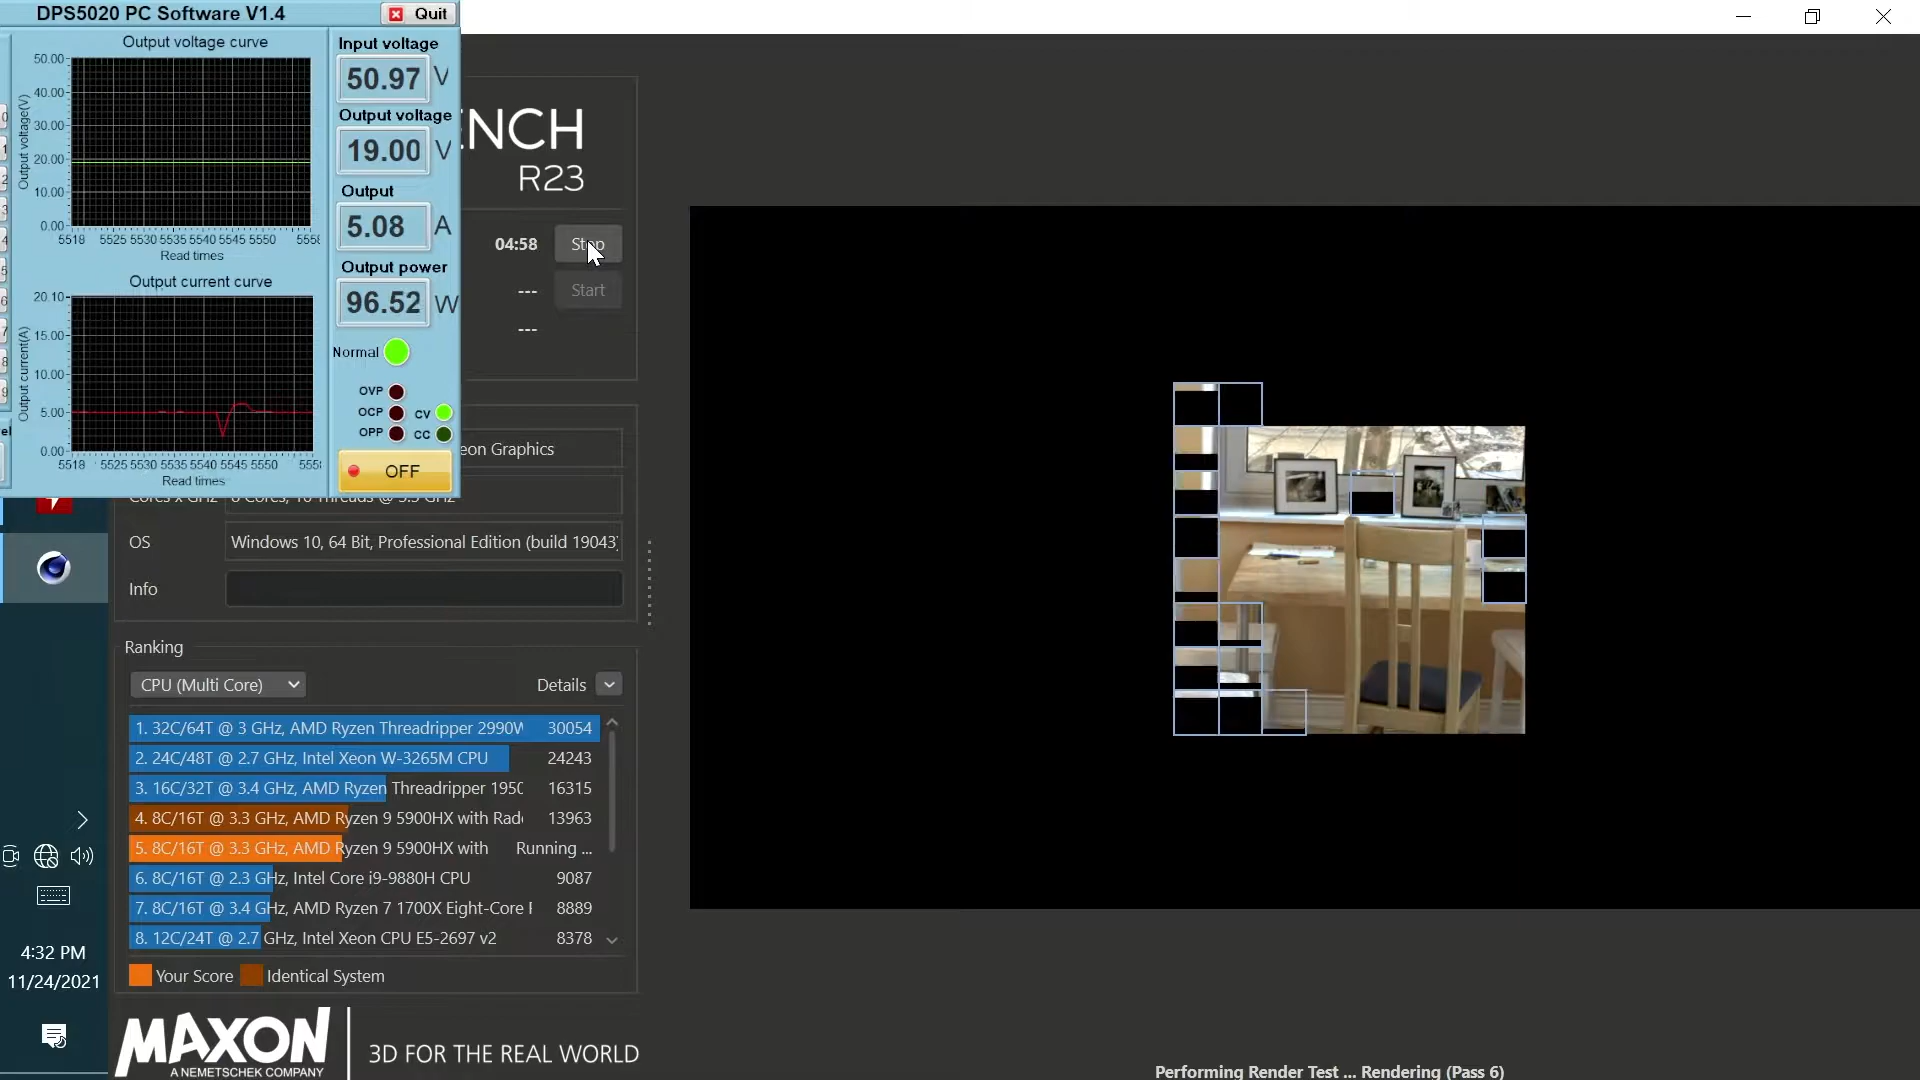 DPS5020 PC Software V1.4
Quit
Output voltage curve
50.00
40.00
30.00
20.00
10.00
0.00
Output voltage(V)
5518 5525 5530 5535 5540 5545 5550
Read times
Output current curve
20.10
15.00
10.00
5.00
0.00
Output current(A)
5518 5525 5530 5535 5540 5545 5550
Read times
Input voltage
50.97 V
Output voltage
19.00 V
Output
5.08 A
Output power
96.52 W
Normal
OVP
OCP CV
OPP CC
OFF
NCH
R23
04:58 Stop
--- Start
---
eon Graphics
OS Windows 10, 64 Bit, Professional Edition (build 19043)
Info
Ranking
CPU (Multi Core) Details
1. 32C/64T @ 3 GHz, AMD Ryzen Threadripper 2990W 30054
2. 24C/48T @ 2.7 GHz, Intel Xeon W-3265M CPU 24243
3. 16C/32T @ 3.4 GHz, AMD Ryzen Threadripper 1950 16315
4. 8C/16T @ 3.3 GHz, AMD Ryzen 9 5900HX with Rad 13963
5. 8C/16T @ 3.3 GHz, AMD Ryzen 9 5900HX with Running ...
6. 8C/16T @ 2.3 GHz, Intel Core i9-9880H CPU 9087
7. 8C/16T @ 3.4 GHz, AMD Ryzen 7 1700X Eight-Core 8889
8. 12C/24T @ 2.7 GHz, Intel Xeon CPU E5-2697 v2 8378
Your Score Identical System
MAXON
A NEMETSCHEK COMPANY
3D FOR THE REAL WORLD
Performing Render Test ... Rendering (Pass 6)
4:32 PM
11/24/2021